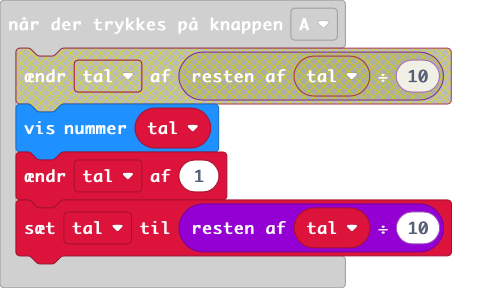 når der trykkes på knappen A
ændr tal af resten af tal ÷ 10
vis nummer tal
ændr tal af 1
sæt tal til resten af tal ÷ 10